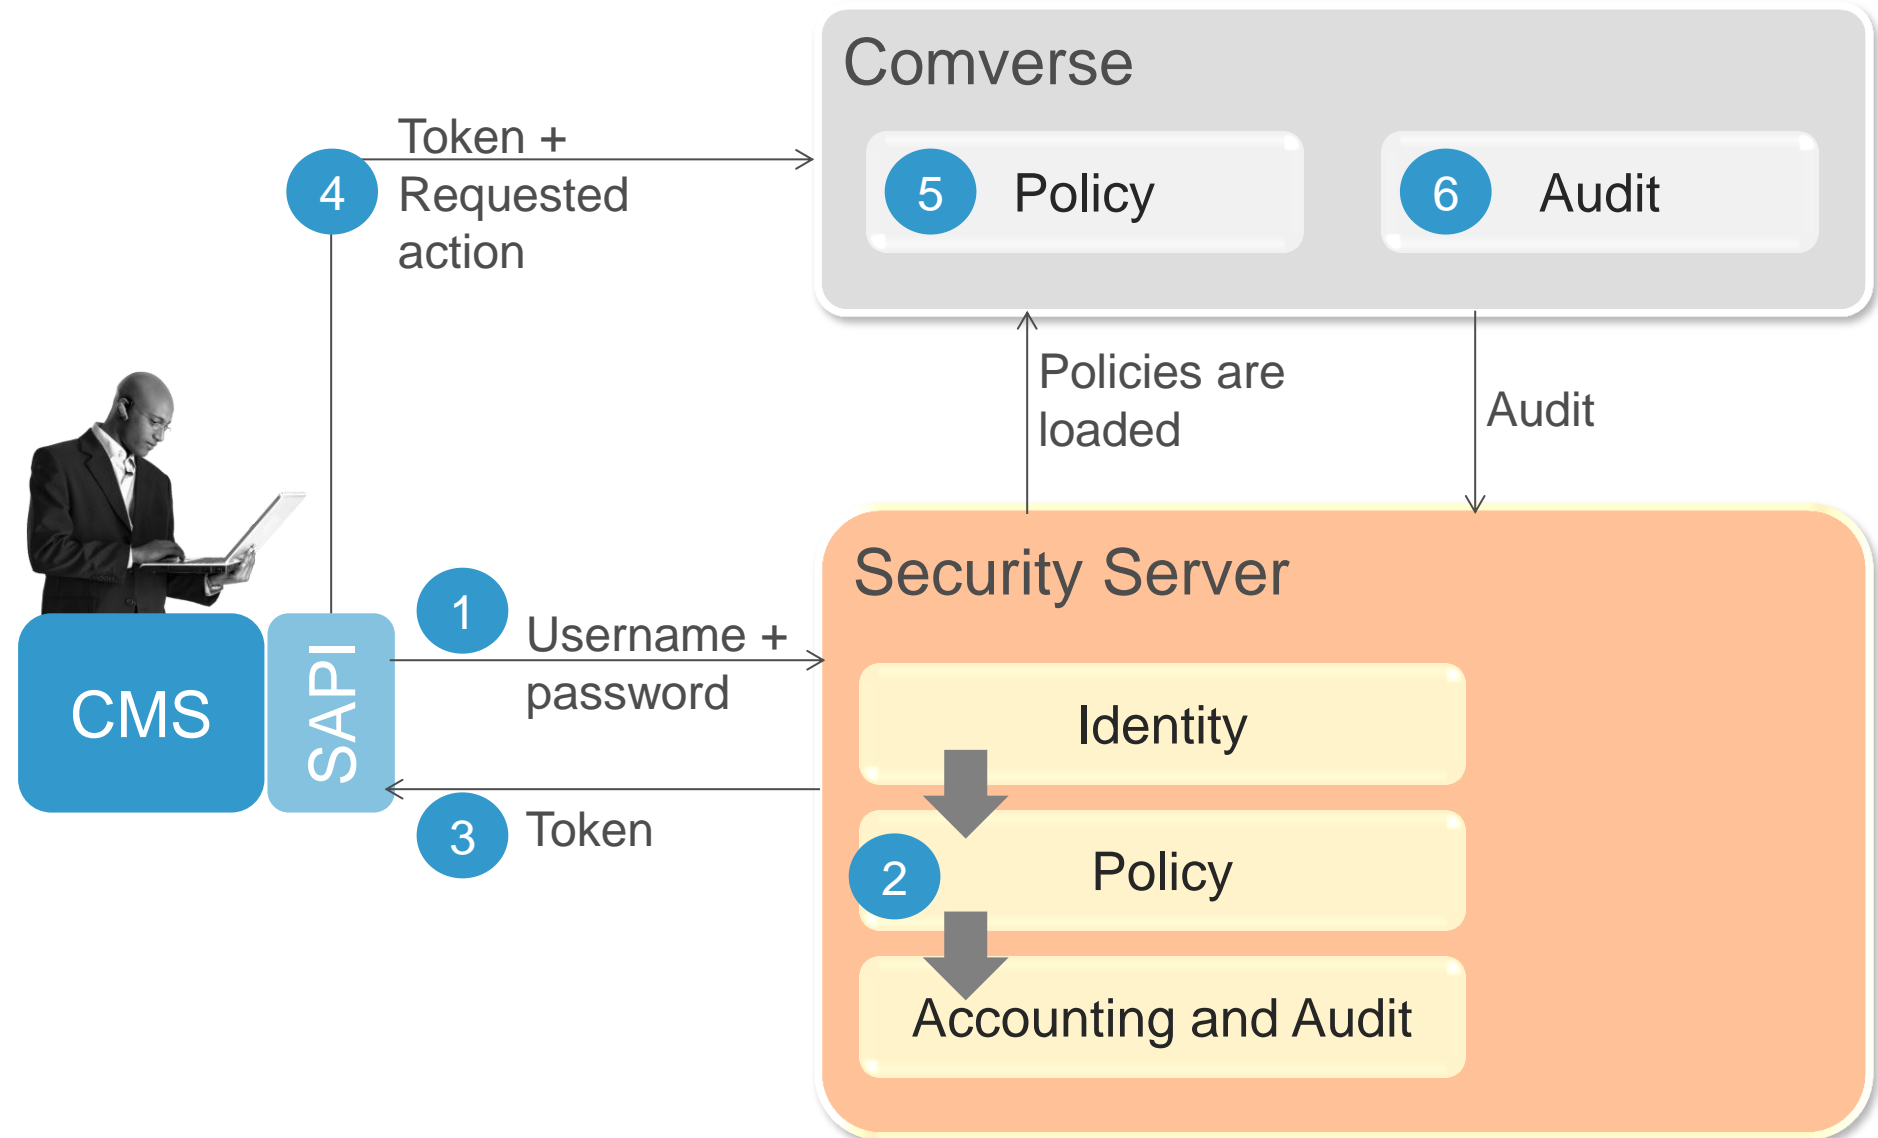 Comverse
Token +
Requested
action
4
5
Policy
6
Audit
Policies are
loaded
Audit
Security Server
1
Username +
password
CMS
SAPI
Identity
3
Token
2
Policy
Accounting and Audit